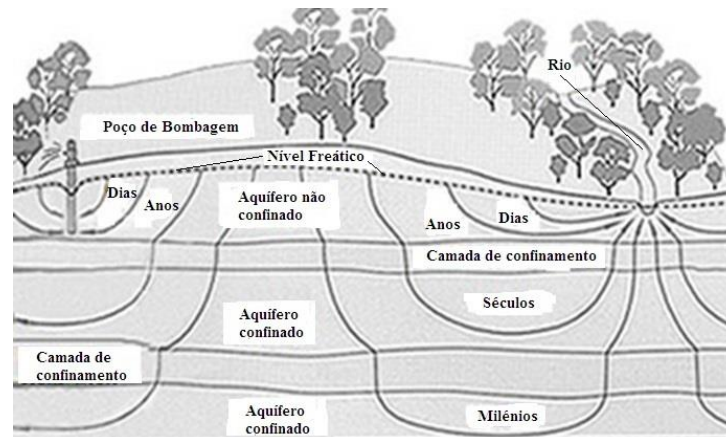 Rio
Poço de Bombagem
Nível Freático
Dias
Anos
Aquífero não
confinado
Anos
Dias
Camada de confinamento
Séculos
Aquífero
confinado
Camada de
confinamento
Aquífero
confinado
Milénios